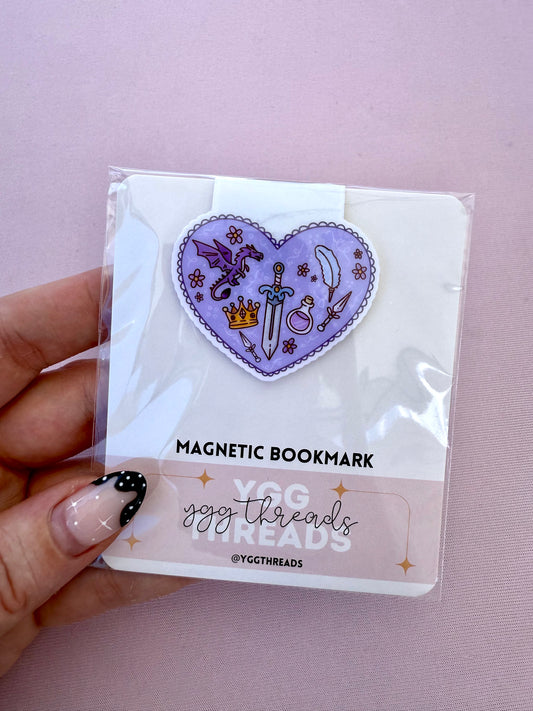 MAGNETIC BOOKMARK
YGG
ygg threads
THREADS
@YGGTHREADS